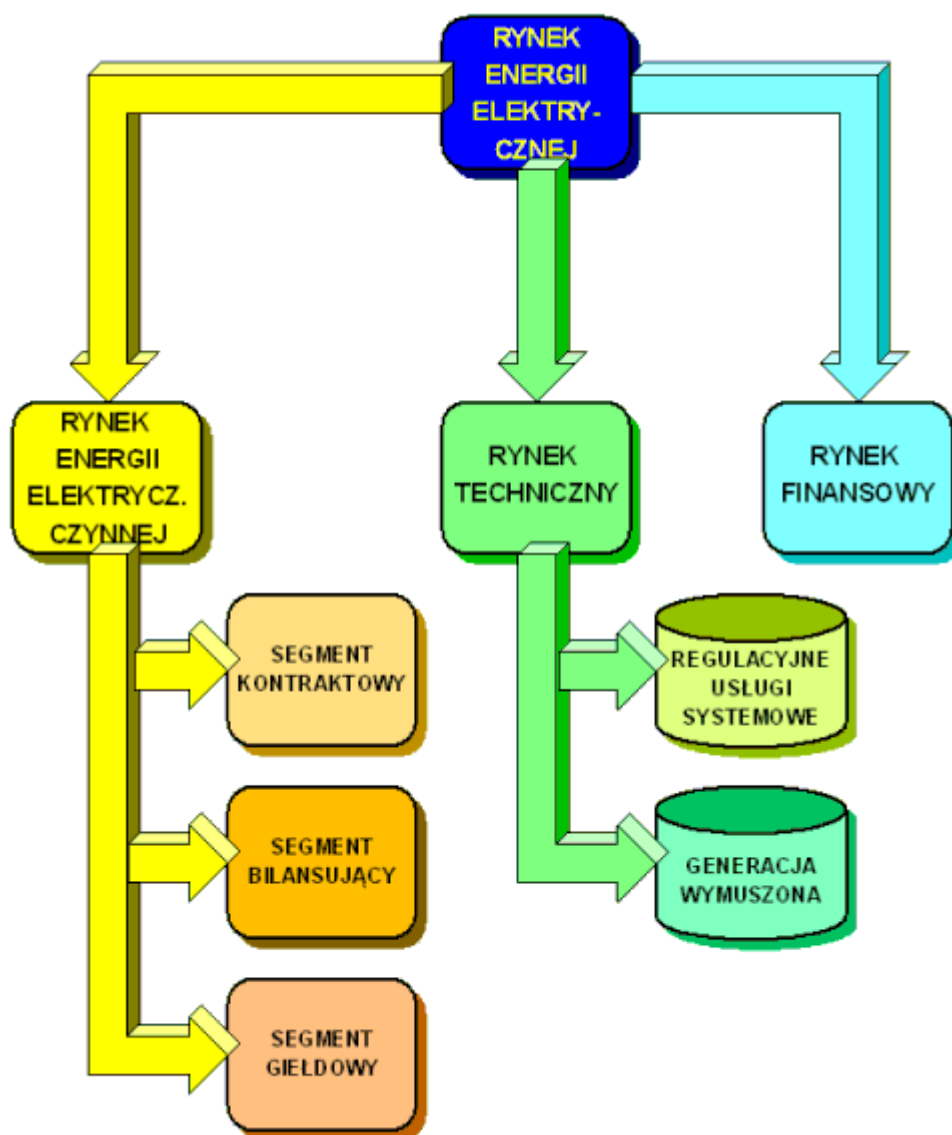 RYNEK
ENERGII
ELEKTRY-
CZNEJ
RYNEK
ENERGII
ELEKTRYCZ.
CZYNNEJ
RYNEK
TECHNICZNY
RYNEK
FINANSOWY
SEGMENT
KONTRAKTOWY
REGULACYJNE
USŁUGI
SYSTEMOWE
SEGMENT
BILANSUJĄCY
GENERACJA
WYMUSZONA
SEGMENT
GIEŁDOWY